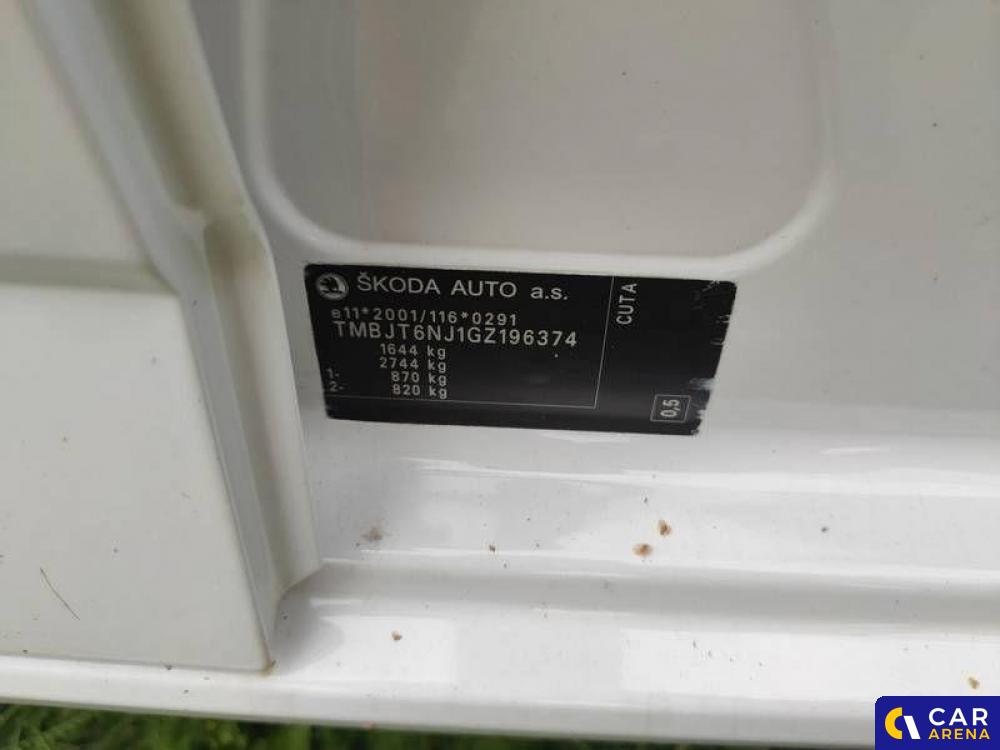 ŠKODA AUTO a.s.
e11*2001/116*0291
TMBJT6NJ1GZ196374
1644 kg
2744 kg
1- 870 kg
2- 820 kg
CUTA
0,5
CAR
ARENA